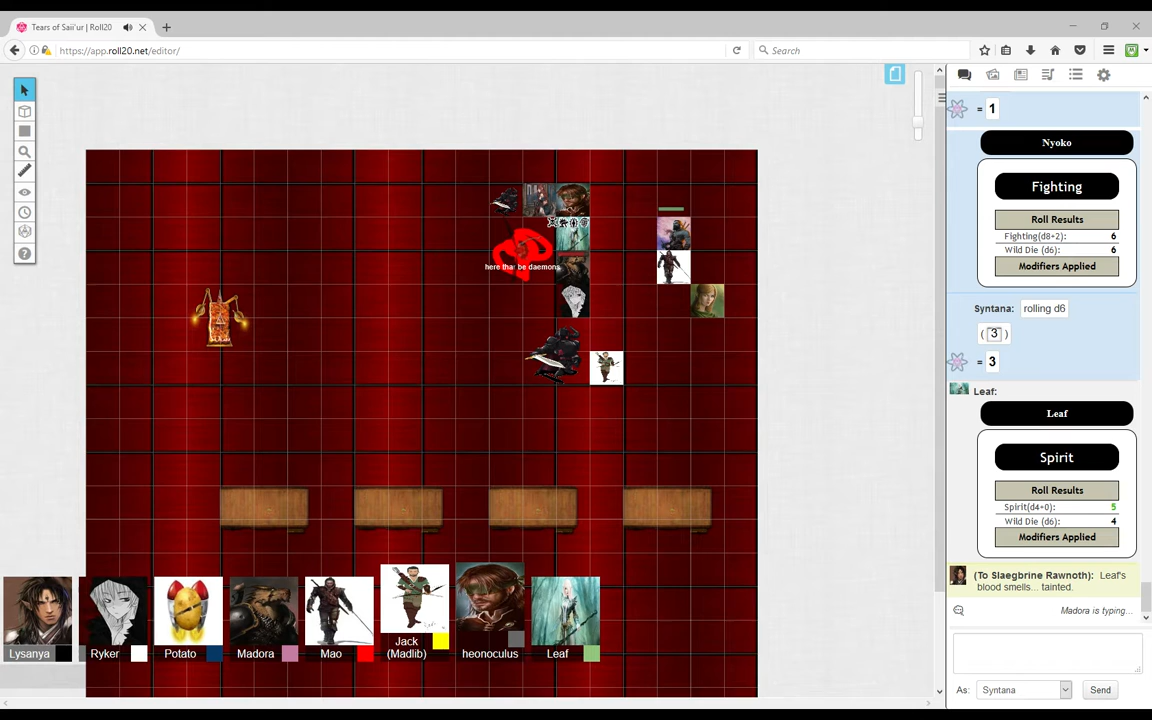 Tears of Saii'ur | Roll20
https://app.roll20.net/editor/
Search
here thar be daemons
= 1
Nyoko
Fighting
Roll Results
Fighting(d8+2): 6
Wild Die (d6): 6
Modifiers Applied
Syntana: rolling d6
( 3 )
= 3
Leaf:
Leaf
Spirit
Roll Results
Spirit(d4+0): 5
Wild Die (d6): 4
Modifiers Applied
(To Slaegbrine Rawnoth): Leaf's
blood smells... tainted.
Madora is typing...
As: Syntana Send
Lysanya
Ryker
Potato
Madora
Mao
Jack
(Madlib)
heonoculus
Leaf